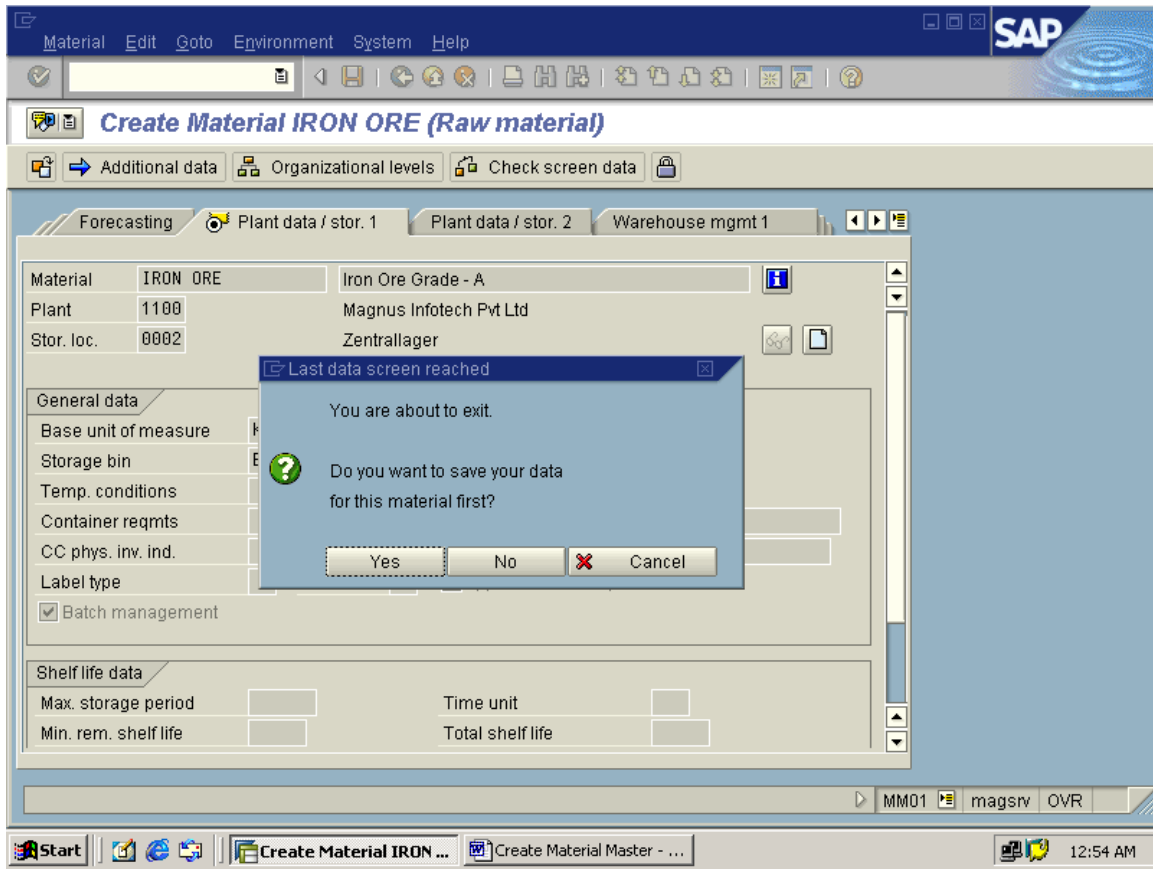 Material Edit Goto Environment System Help
SAP
Create Material IRON ORE (Raw material)
Additional data Organizational levels Check screen data
Forecasting Plant data / stor. 1 Plant data / stor. 2 Warehouse mgmt 1
Material IRON ORE Iron Ore Grade - A
Plant 1100 Magnus Infotech Pvt Ltd
Stor. loc. 0002 Zentrallager
Last data screen reached
You are about to exit.
Do you want to save your data
for this material first?
Yes No Cancel
General data
Base unit of measure
Storage bin
Temp. conditions
Container reqmts
CC phys. inv. ind.
Label type
Batch management
Shelf life data
Max. storage period Time unit
Min. rem. shelf life Total shelf life
MM01 magsrv OVR
Start Create Material IRON ... Create Material Master - ... 12:54 AM